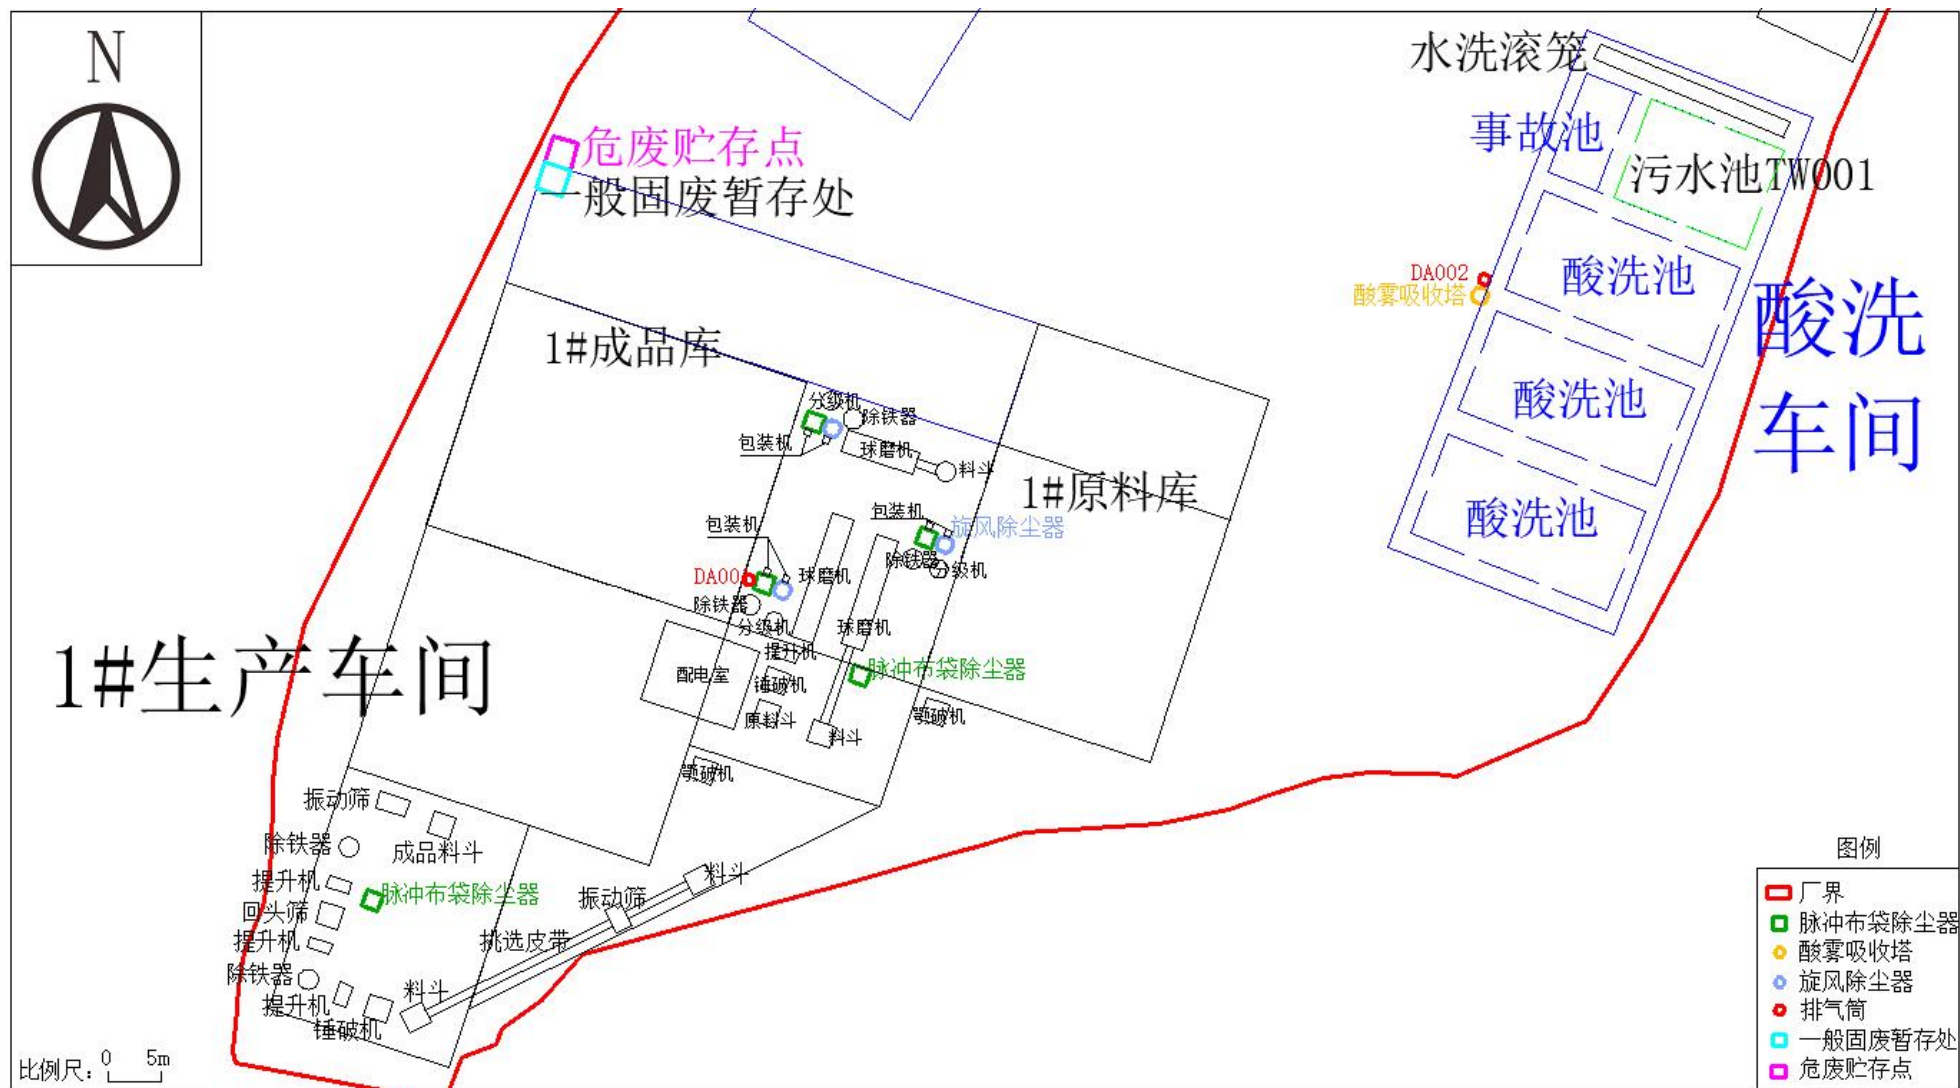 N
水洗滚笼
事故池
污水池TW001
危废贮存点
一般固废暂存处
DA002
酸雾吸收塔
酸洗池
酸洗
车间
酸洗池
酸洗池
1#成品库
分级机
除铁器
包装机
球磨机
料斗
1#原料库
包装机
旋风除尘器
包装机
除铁器
分级机
DA001
球磨机
除铁器
分级机
球磨机
提升机
脉冲布袋除尘器
配电室
锤破机
原料斗
颚破机
料斗
1#生产车间
颚破机
振动筛
除铁器
成品料斗
提升机
脉冲布袋除尘器
料斗
振动筛
回头筛
提升机
挑选皮带
除铁器
料斗
提升机
锤破机
比例尺:
0 5m
图例
厂界
脉冲布袋除尘器
酸雾吸收塔
旋风除尘器
排气筒
一般固废暂存处
危废贮存点